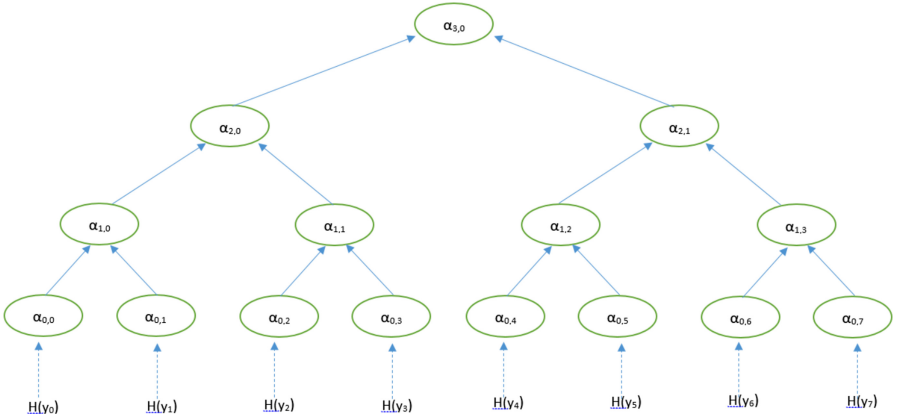 α3,0
α2,0 α2,1
α1,0 α1,1 α1,2 α1,3
α0,0 α0,1 α0,2 α0,3 α0,4 α0,5 α0,6 α0,7
H(y0) H(y1) H(y2) H(y3) H(y4) H(y5) H(y6) H(y7)